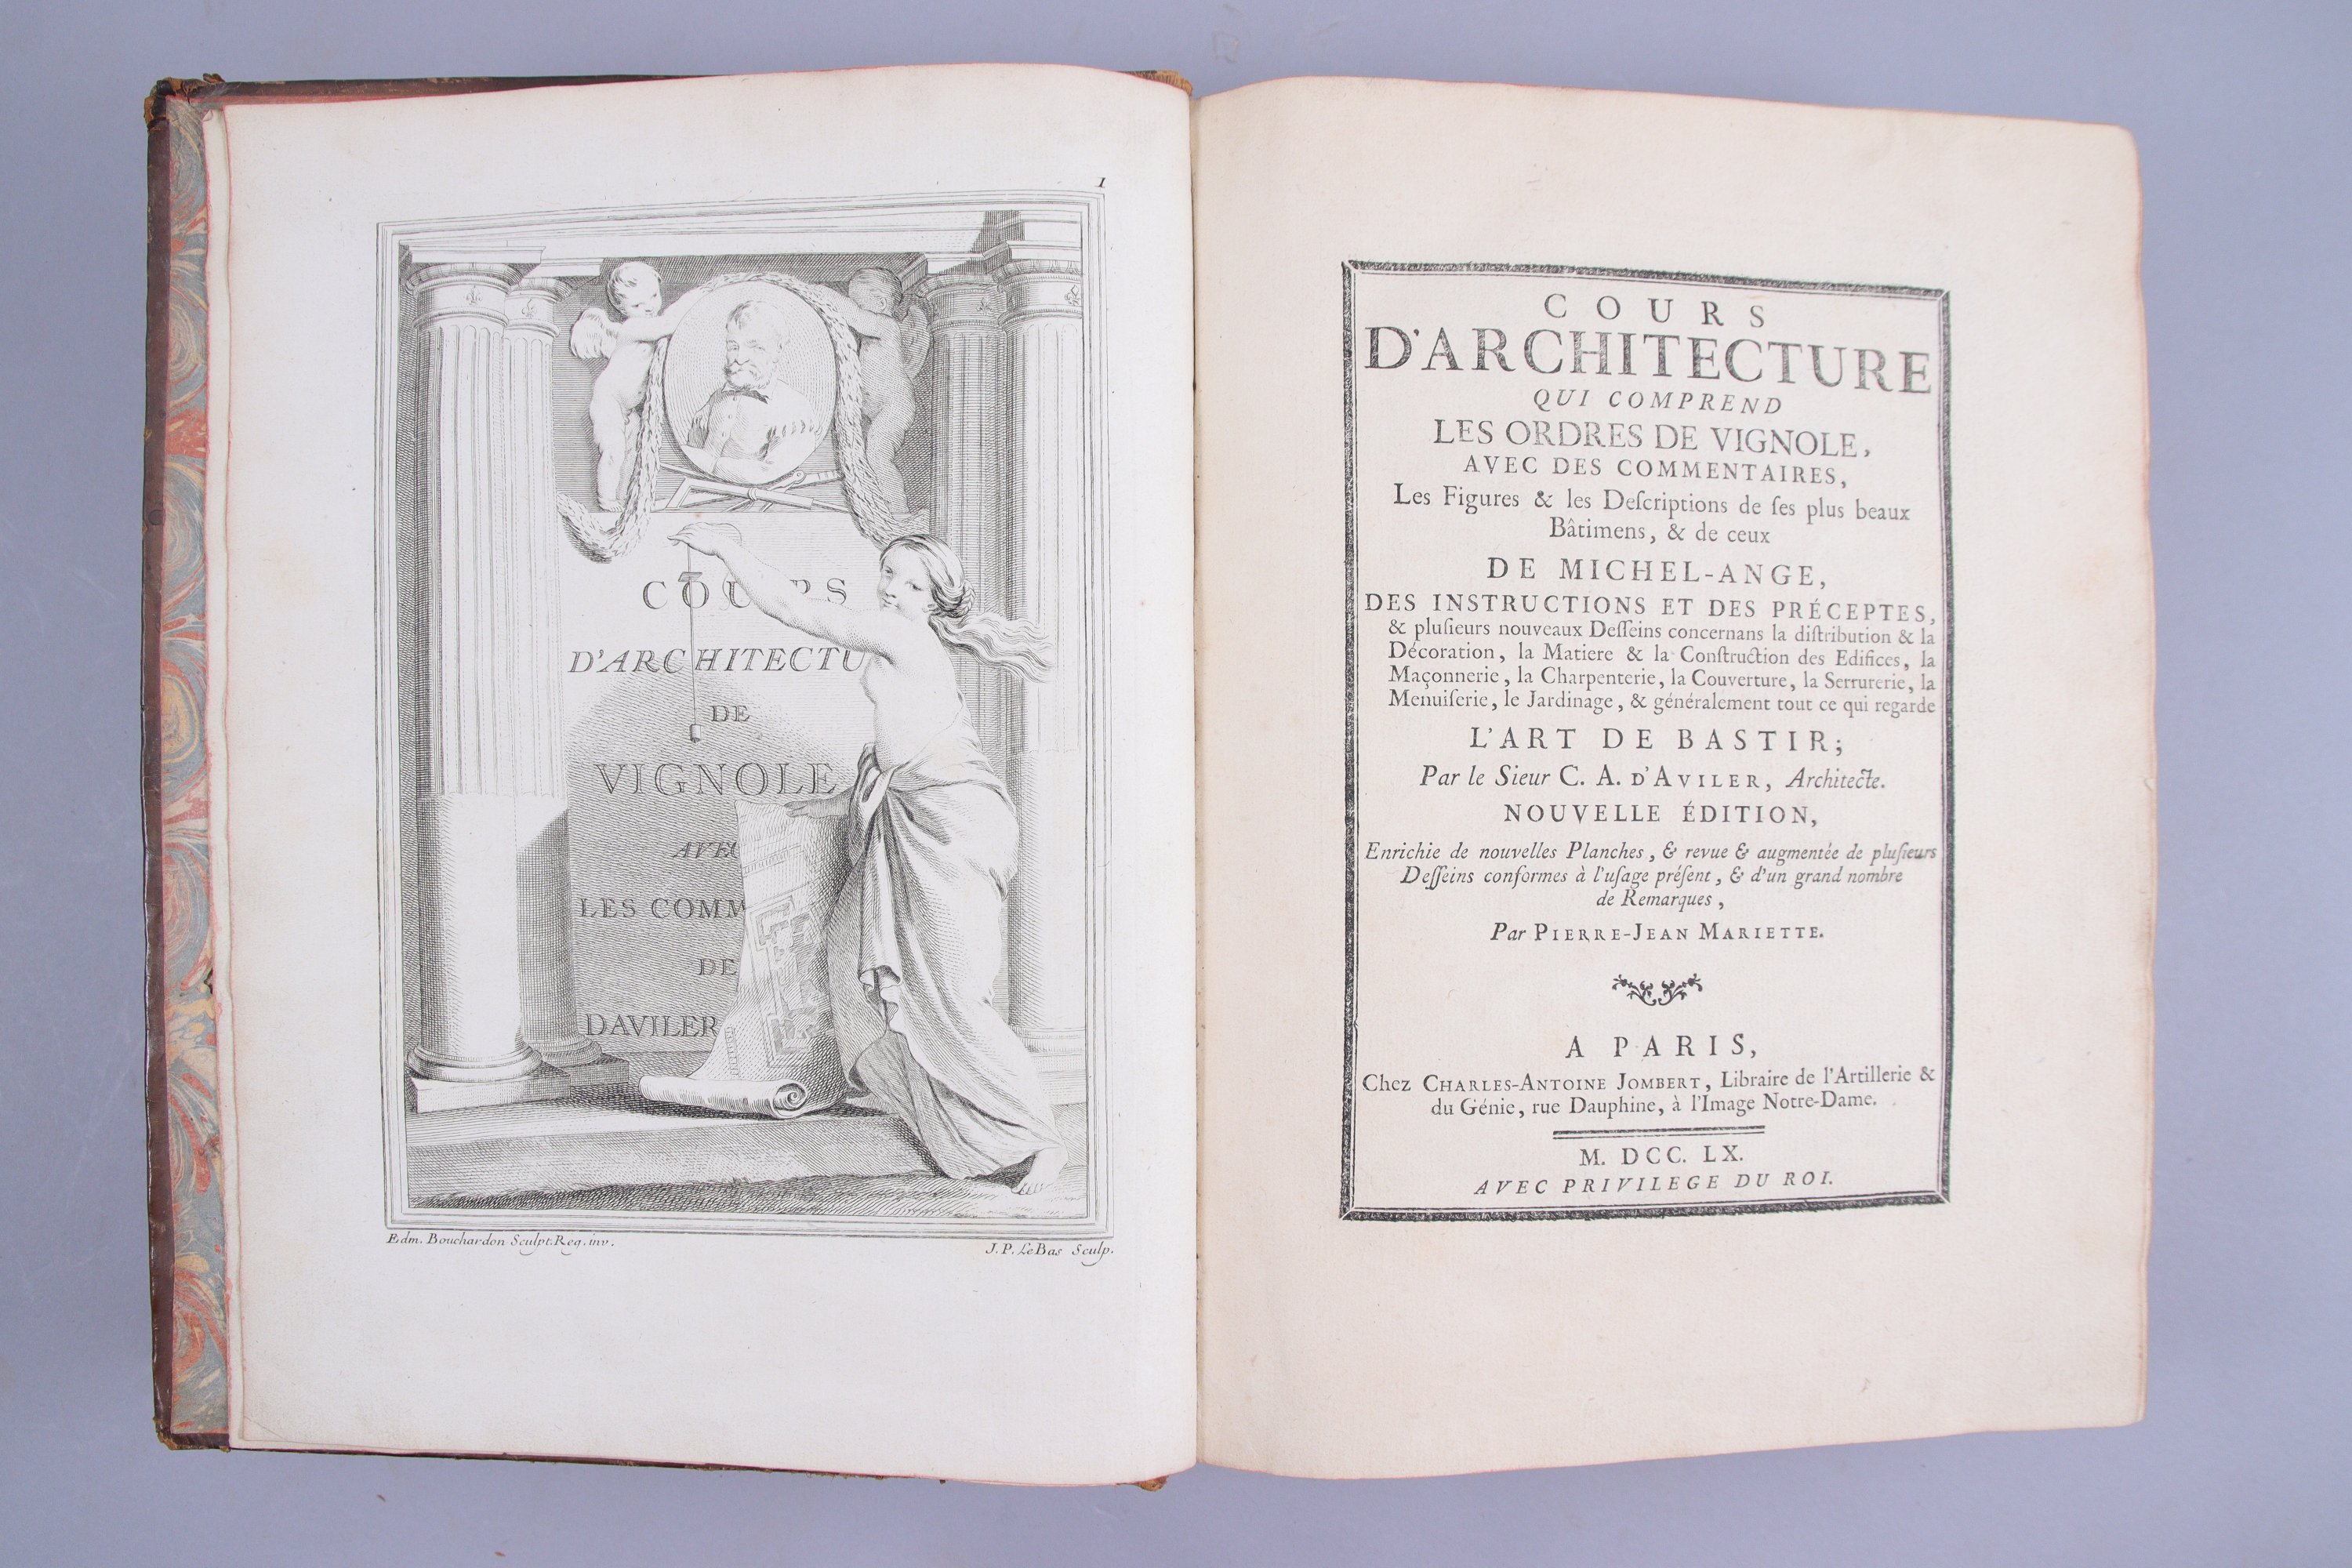 1
COURS
D'ARCHITECTU
DE
VIGNOLE
AVEC
LES COMM
DE
DAVILER
Edm. Bouchardon Sculpt. Reg. inv.
J. P. Le Bas Sculp.
COURS
D'ARCHITECTURE
QUI COMPREND
LES ORDRES DE VIGNOLE,
AVEC DES COMMENTAIRES,
Les Figures & les Deſcriptions de ſes plus beaux
Bâtimens, & de ceux
DE MICHEL-ANGE,
DES INSTRUCTIONS ET DES PRÉCEPTES,
& pluſieurs nouveaux Deſſeins concernans la diſtribution & la
Décoration, la Matiere & la Conſtruction des Edifices, la
Maçonnerie, la Charpenterie, la Couverture, la Serrurerie, la
Menuiſerie, le Jardinage, & généralement tout ce qui regarde
L'ART DE BASTIR;
Par le Sieur C. A. D'AVILER, Architecte.
NOUVELLE ÉDITION,
Enrichie de nouvelles Planches, & revue & augmentée de pluſieurs
Deſſeins conformes à l'uſage préſent, & d'un grand nombre
de Remarques,
Par PIERRE-JEAN MARIETTE.
A PARIS,
Chez CHARLES-ANTOINE JOMBERT, Libraire de l'Artillerie &
du Génie, rue Dauphine, à l'Image Notre-Dame.
M. DCC. LX.
AVEC PRIVILEGE DU ROI.